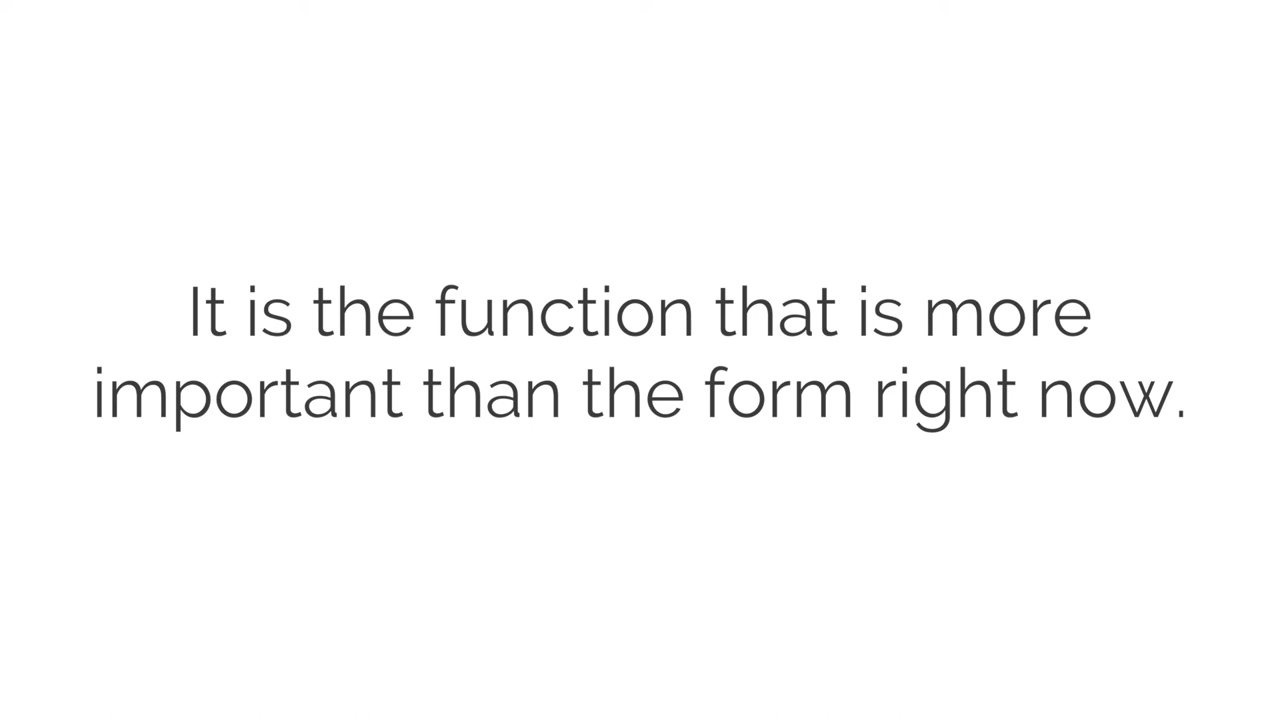 It is the function that is more
important than the form right now.